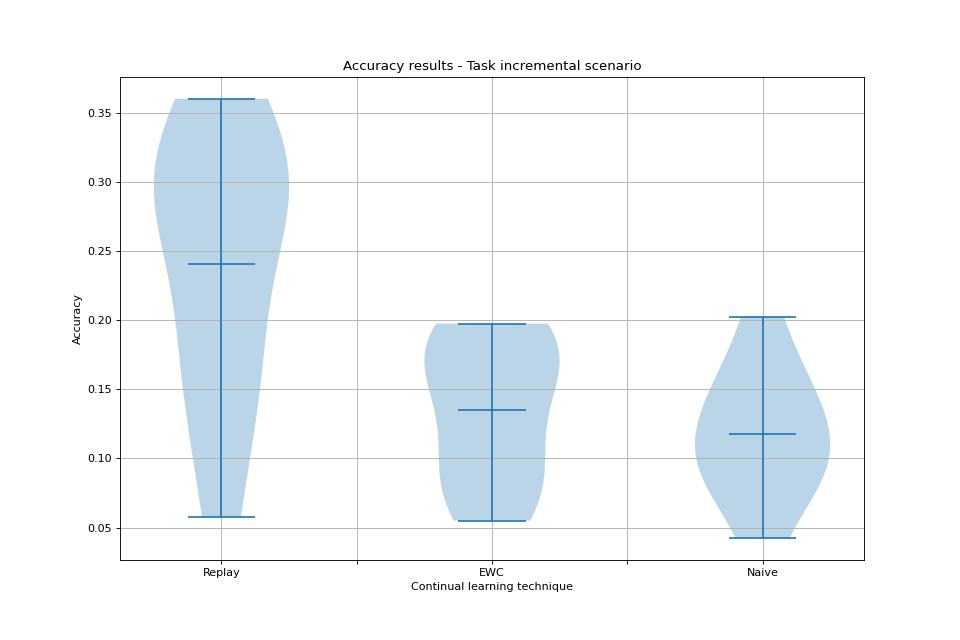 Accuracy results - Task incremental scenario
0.35
0.30
0.25
0.20
0.15
0.10
0.05
Accuracy
Replay
EWC
Naive
Continual learning technique